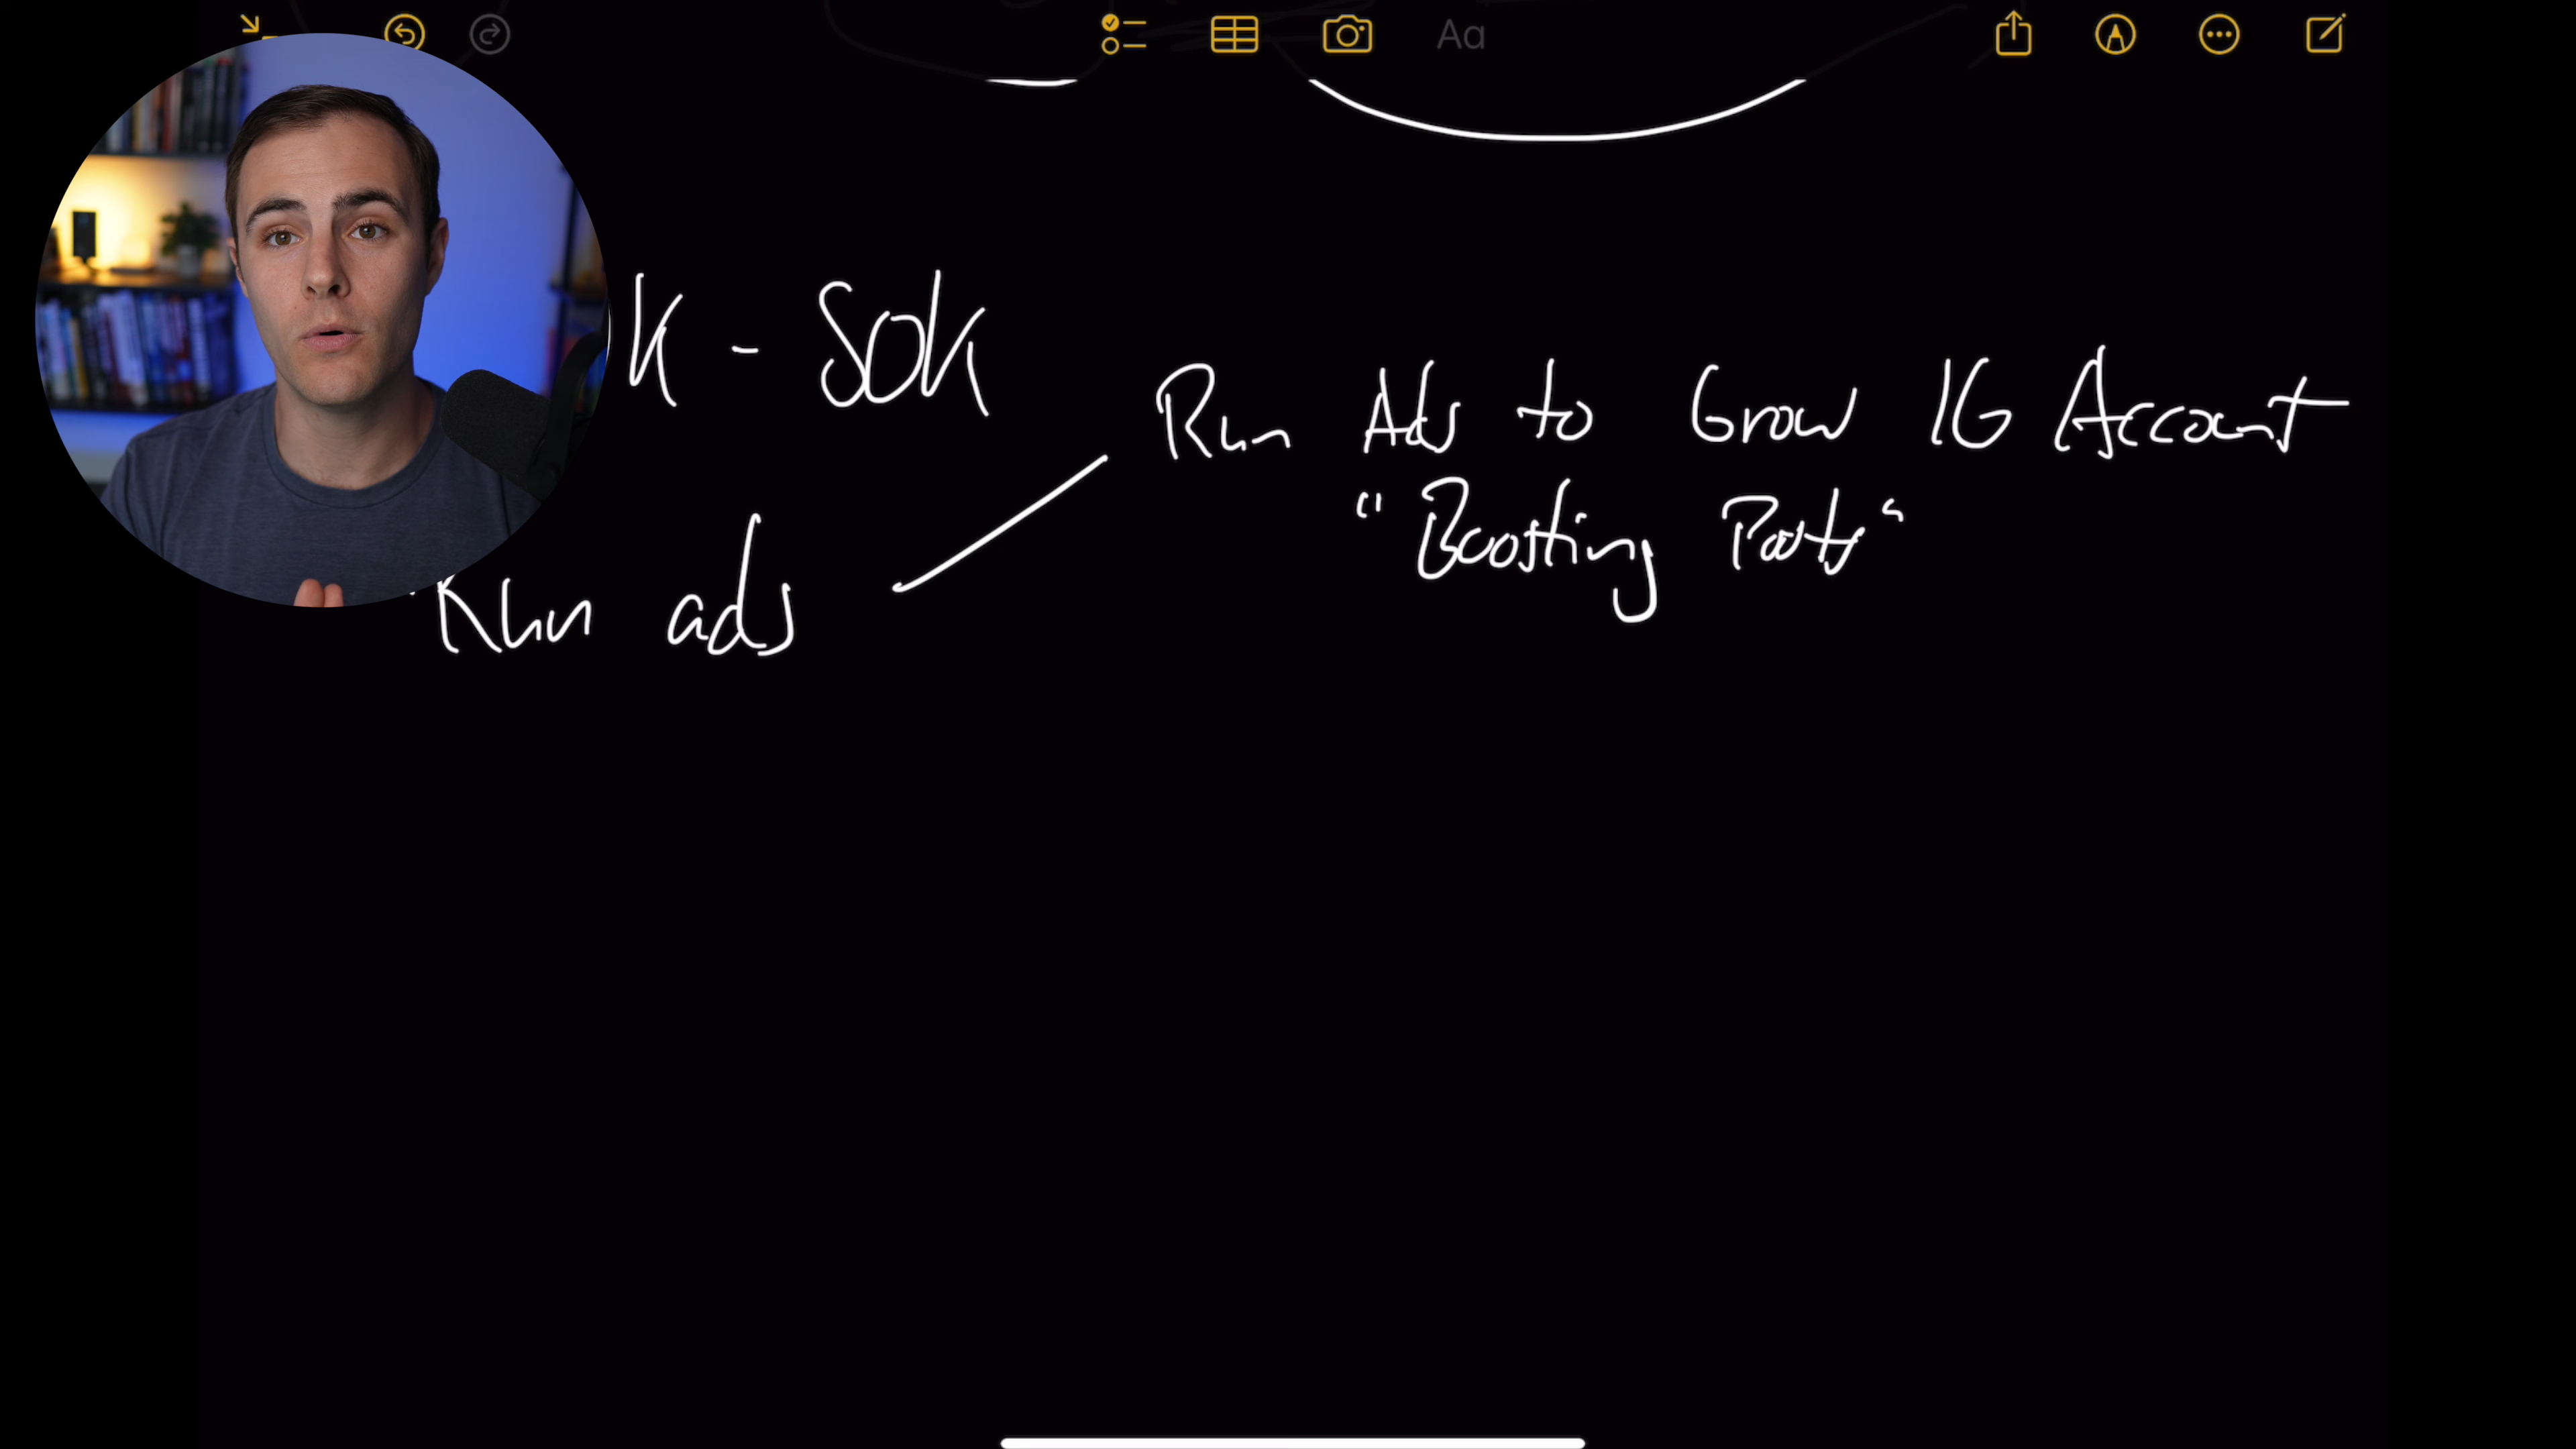 Aa
K - 50K
Run Ads to Grow IG Account
"Boosting Posts"
Run ads